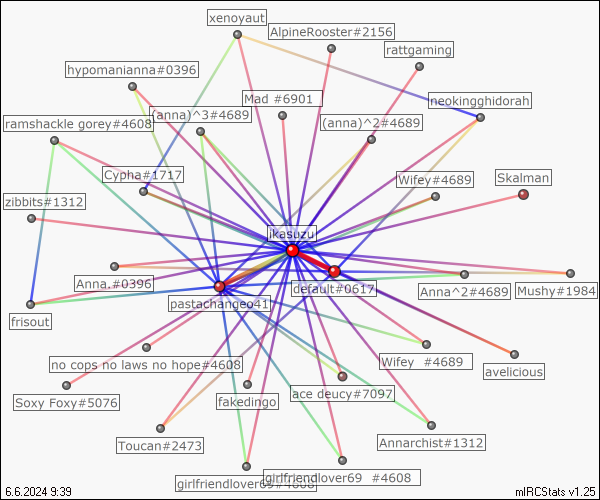 xenoyaut
AlpineRooster#2156
rattgaming
hypomanianna#0396
Mad #6901
neokingghidorah
(anna)^3#4689
(anna)^2#4689
ramshackle gorey#4608
Cypha#1717
Wifey#4689
Skalman
zibbits#1312
ikasuzu
Anna.#0396
default#0617
Anna^2#4689
Mushy#1984
pastachangeo41
frisout
no cops no laws no hope#4608
Wifey #4689
avelicious
Soxy Foxy#5076
fakedingo
ace deucy#7097
Toucan#2473
Annarchist#1312
girlfriendlover69#4608
girlfriendlover69 #4608
6.6.2024 9:39
mIRCStats v1.25